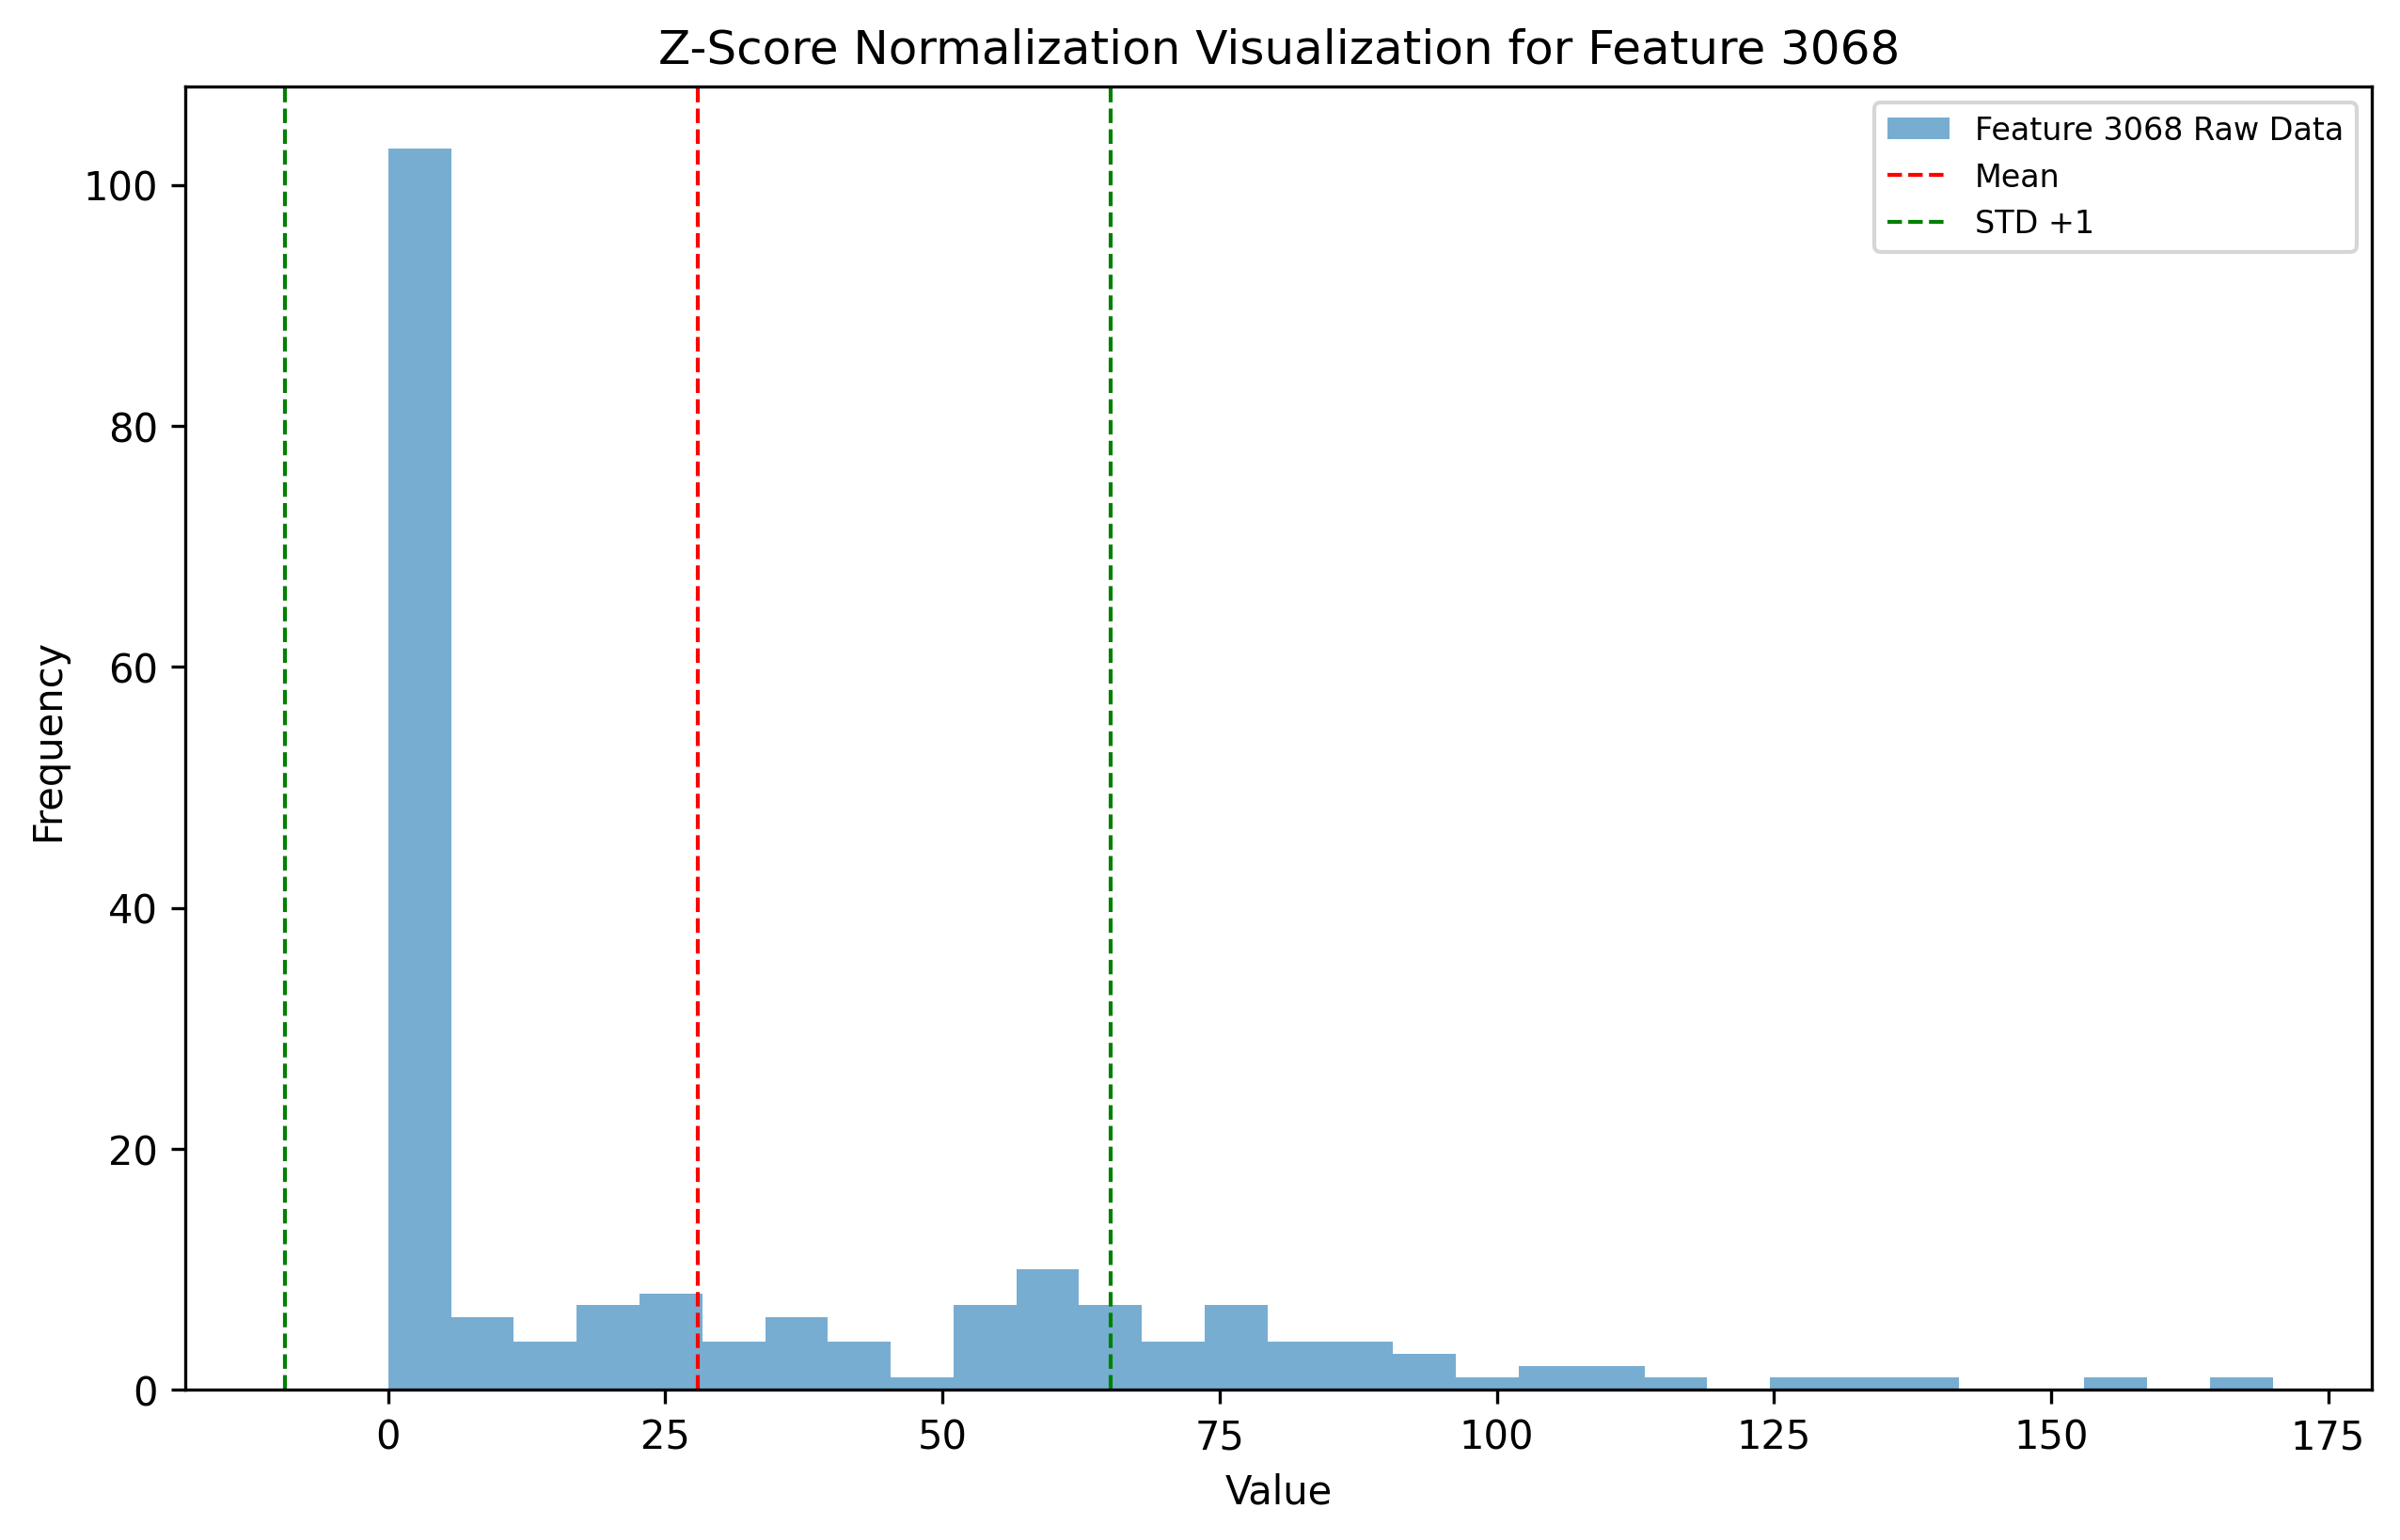 Z-Score Normalization Visualization for Feature 3068
Feature 3068 Raw Data
Mean
STD +1
100
80
60
40
20
0
Frequency
0 25 50 75 100 125 150 175
Value